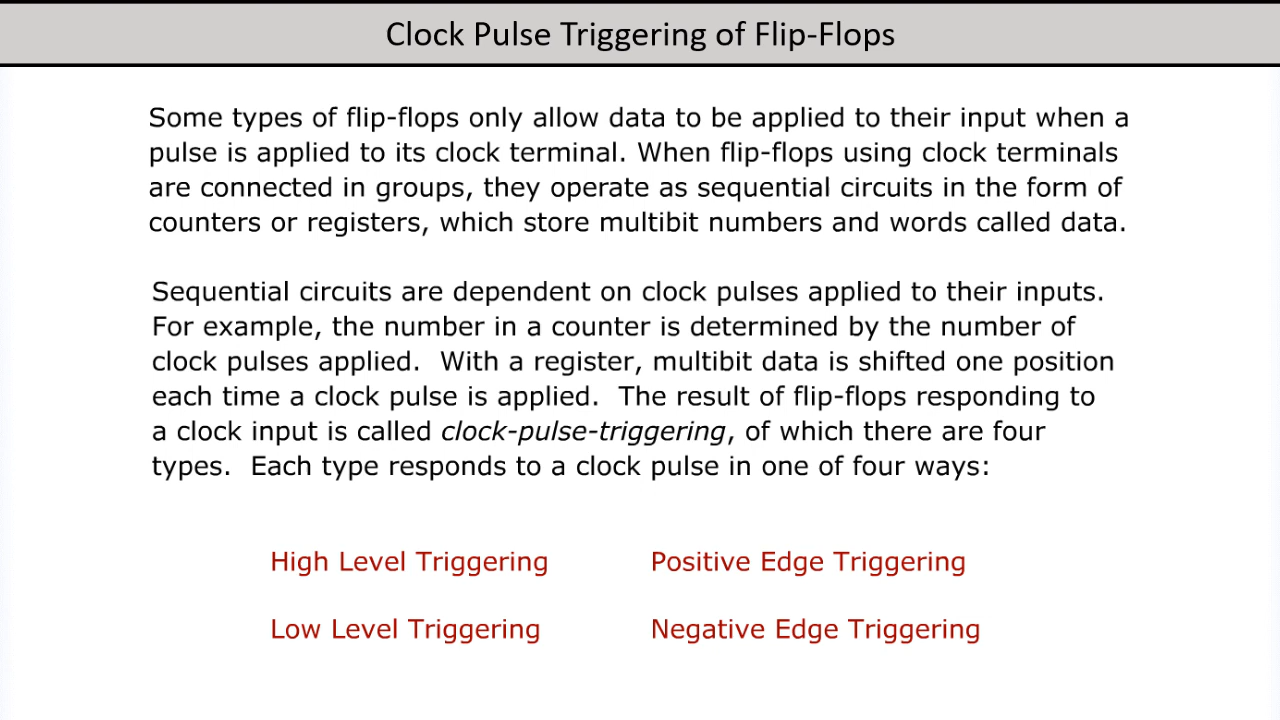 Clock Pulse Triggering of Flip-Flops
Some types of flip-flops only allow data to be applied to their input when a
pulse is applied to its clock terminal. When flip-flops using clock terminals
are connected in groups, they operate as sequential circuits in the form of
counters or registers, which store multibit numbers and words called data.
Sequential circuits are dependent on clock pulses applied to their inputs.
For example, the number in a counter is determined by the number of
clock pulses applied.  With a register, multibit data is shifted one position
each time a clock pulse is applied.  The result of flip-flops responding to
a clock input is called clock-pulse-triggering, of which there are four
types.  Each type responds to a clock pulse in one of four ways:
High Level Triggering
Positive Edge Triggering
Low Level Triggering
Negative Edge Triggering